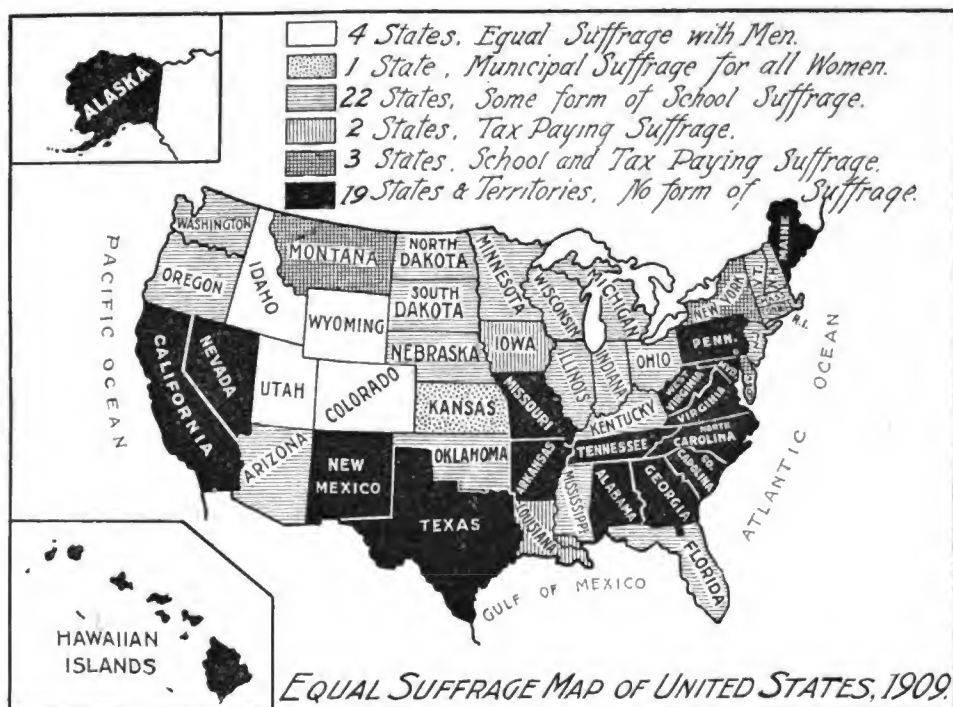 ALASKA
4 States, Equal Suffrage with Men.
1 State, Municipal Suffrage for all Women.
22 States, Some form of School Suffrage.
2 States, Tax Paying Suffrage.
3 States, School and Tax Paying Suffrage.
19 States & Territories, No form of Suffrage.
PACIFIC OCEAN
WASHINGTON
OREGON
IDAHO
MONTANA
WYOMING
NORTH
DAKOTA
SOUTH
DAKOTA
NEBRASKA
MINNESOTA
WISCONSIN
MICHIGAN
IOWA
ILLINOIS
INDIANA
OHIO
NEW YORK
VT.
N.H.
MAINE
MASS.
R.I.
N.J.
PENN.
CALIFORNIA
NEVADA
UTAH
COLORADO
KANSAS
MISSOURI
KENTUCKY
WEST
VIRGINIA
MYD.
VIRGINIA
ARIZONA
NEW
MEXICO
OKLAHOMA
ARKANSAS
TENNESSEE
NORTH
CAROLINA
SO.
CAROLINA
TEXAS
LOUISIANA
MISSISSIPPI
ALABAMA
GEORGIA
FLORIDA
ATLANTIC OCEAN
GULF OF MEXICO
HAWAIIAN
ISLANDS
EQUAL SUFFRAGE MAP OF UNITED STATES, 1909.